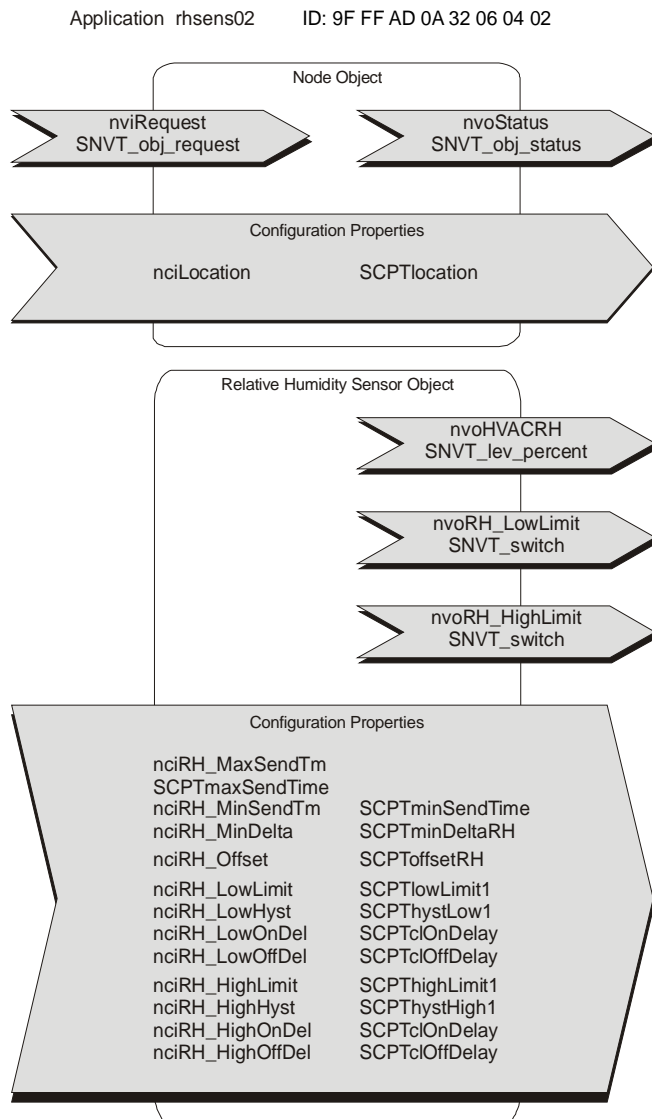 Application rhsens02 ID: 9F FF AD 0A 32 06 04 02
Node Object
nviRequest
SNVT_obj_request
nvoStatus
SNVT_obj_status
Configuration Properties
nciLocation SCPTlocation
Relative Humidity Sensor Object
nvoHVACRH
SNVT_lev_percent
nvoRH_LowLimit
SNVT_switch
nvoRH_HighLimit
SNVT_switch
Configuration Properties
nciRH_MaxSendTm
SCPTmaxSendTime
nciRH_MinSendTm SCPTminSendTime
nciRH_MinDelta SCPTminDeltaRH
nciRH_Offset SCPToffsetRH
nciRH_LowLimit SCPTlowLimit1
nciRH_LowHyst SCPThystLow1
nciRH_LowOnDel SCPTclOnDelay
nciRH_LowOffDel SCPTclOffDelay
nciRH_HighLimit SCPThighLimit1
nciRH_HighHyst SCPThystHigh1
nciRH_HighOnDel SCPTclOnDelay
nciRH_HighOffDel SCPTclOffDelay